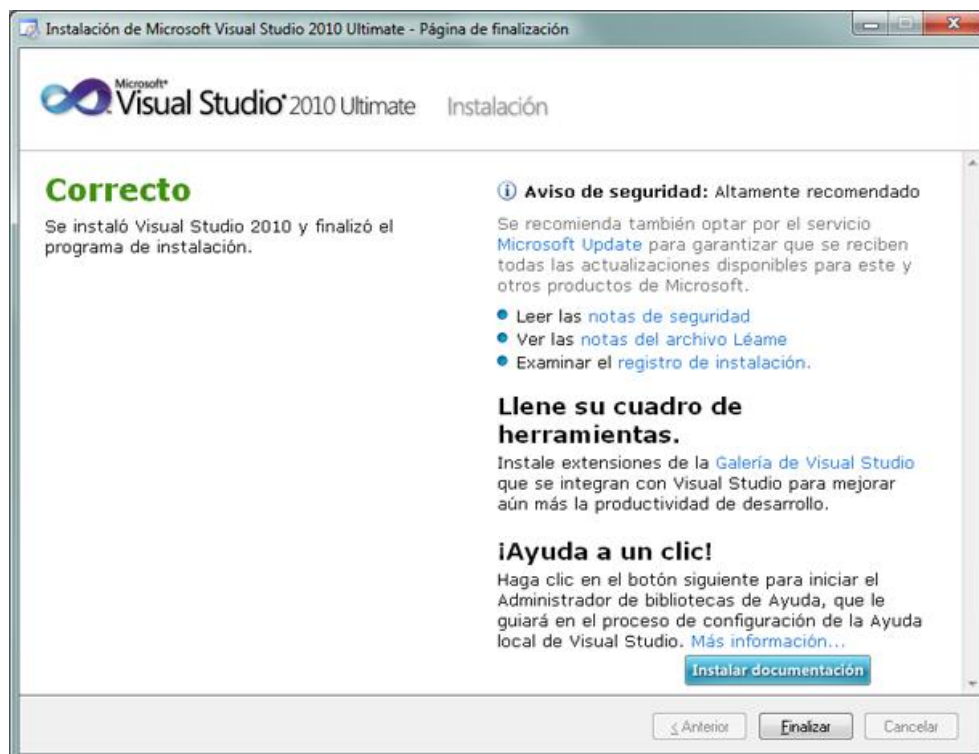 Instalación de Microsoft Visual Studio 2010 Ultimate - Página de finalización
Microsoft®
Visual Studio® 2010 Ultimate Instalación
Correcto
Se instaló Visual Studio 2010 y finalizó el
programa de instalación.
Aviso de seguridad: Altamente recomendado
Se recomienda también optar por el servicio
Microsoft Update para garantizar que se reciben
todas las actualizaciones disponibles para este y
otros productos de Microsoft.
Leer las notas de seguridad
Ver las notas del archivo Léame
Examinar el registro de instalación.
Llene su cuadro de
herramientas.
Instale extensiones de la Galería de Visual Studio
que se integran con Visual Studio para mejorar
aún más la productividad de desarrollo.
¡Ayuda a un clic!
Haga clic en el botón siguiente para iniciar el
Administrador de bibliotecas de Ayuda, que le
guiará en el proceso de configuración de la Ayuda
local de Visual Studio. Más información...
Instalar documentación
< Anterior Finalizar Cancelar